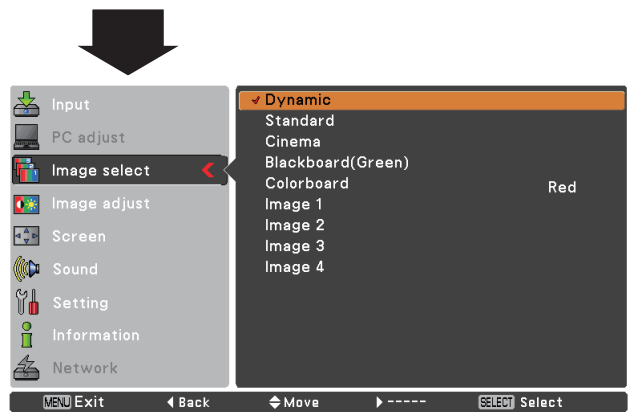 Input
PC adjust
Image select
Image adjust
Screen
Sound
Setting
Information
Network
Dynamic
Standard
Cinema
Blackboard(Green)
Colorboard Red
Image 1
Image 2
Image 3
Image 4
MENU Exit Back Move ----- SELECT Select